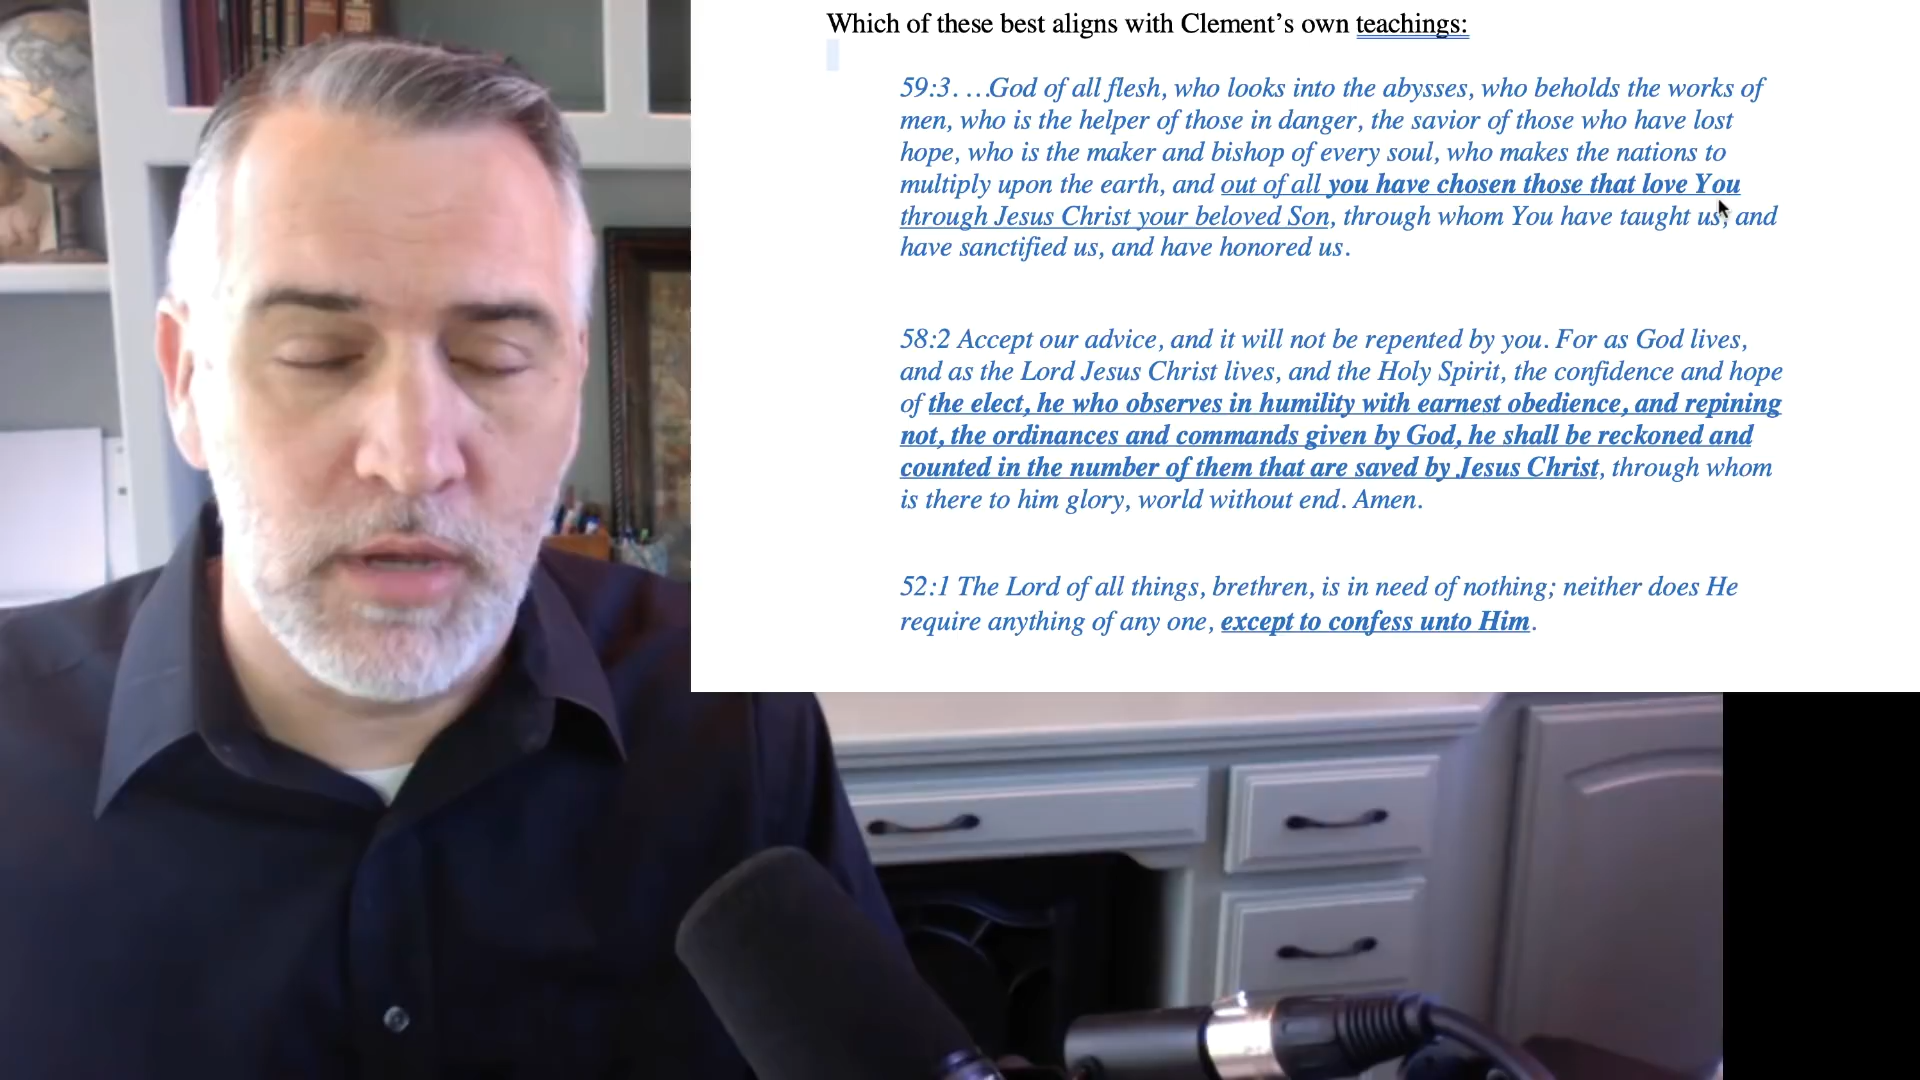 Which of these best aligns with Clement’s own teachings:
59:3. …God of all flesh, who looks into the abysses, who beholds the works of
men, who is the helper of those in danger, the savior of those who have lost
hope, who is the maker and bishop of every soul, who makes the nations to
multiply upon the earth, and out of all you have chosen those that love You
through Jesus Christ your beloved Son, through whom You have taught us, and
have sanctified us, and have honored us.
58:2 Accept our advice, and it will not be repented by you. For as God lives,
and as the Lord Jesus Christ lives, and the Holy Spirit, the confidence and hope
of the elect, he who observes in humility with earnest obedience, and repining
not, the ordinances and commands given by God, he shall be reckoned and
counted in the number of them that are saved by Jesus Christ, through whom
is there to him glory, world without end. Amen.
52:1 The Lord of all things, brethren, is in need of nothing; neither does He
require anything of any one, except to confess unto Him.